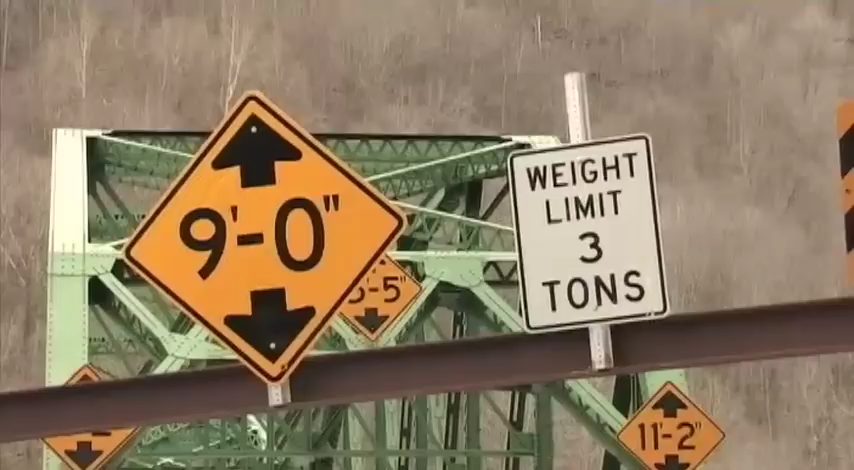 9'-0"
WEIGHT
LIMIT
3
TONS
11'-2"